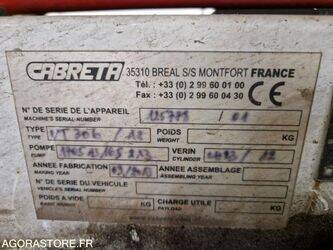 CABRETA
35310 BREAL S/S MONTFORT FRANCE
Tél. : +33 (0) 2 99 60 01 00
Fax : +33 (0) 2 99 60 04 30
CE
N° DE SERIE DE L'APPAREIL
MACHINE'S SERIAL-NUMBER
01
TYPE
TYPE
POIDS
WEIGHT
KG
POMPE
PUMP
VERIN
CYLINDER
ANNEE FABRICATION
MAKING YEAR
ANNÉE ASSEMBLAGE
ASSEMBLING YEAR
N° DE SERIE DU VEHICULE
VEHICLE'S SERIAL NUMBER
POIDS A VIDE
KG
CHARGE UTILE
PAYLOAD
KG
AGORASTORE.FR